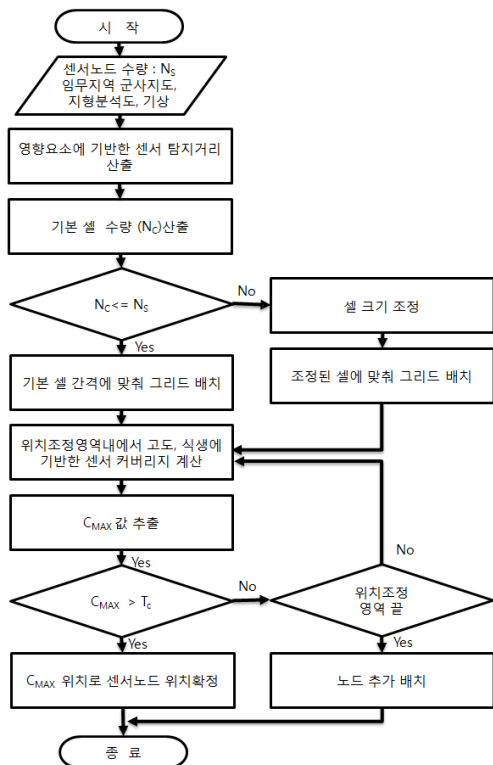 시 작
센서노드 수량 : NS
임무지역 군사지도,
지형분석도, 기상
영향요소에 기반한 센서 탐지거리
산출
기본 셀 수량 (NC)산출
NC<= NS
No
셀 크기 조정
Yes
기본 셀 간격에 맞춰 그리드 배치
조정된 셀에 맞춰 그리드 배치
위치조정영역내에서 고도, 식생에
기반한 센서 커버리지 계산
CMAX 값 추출
Yes
No
CMAX > Tc
No
위치조정
영역 끝
Yes
Yes
CMAX 위치로 센서노드 위치확정
노드 추가 배치
종 료